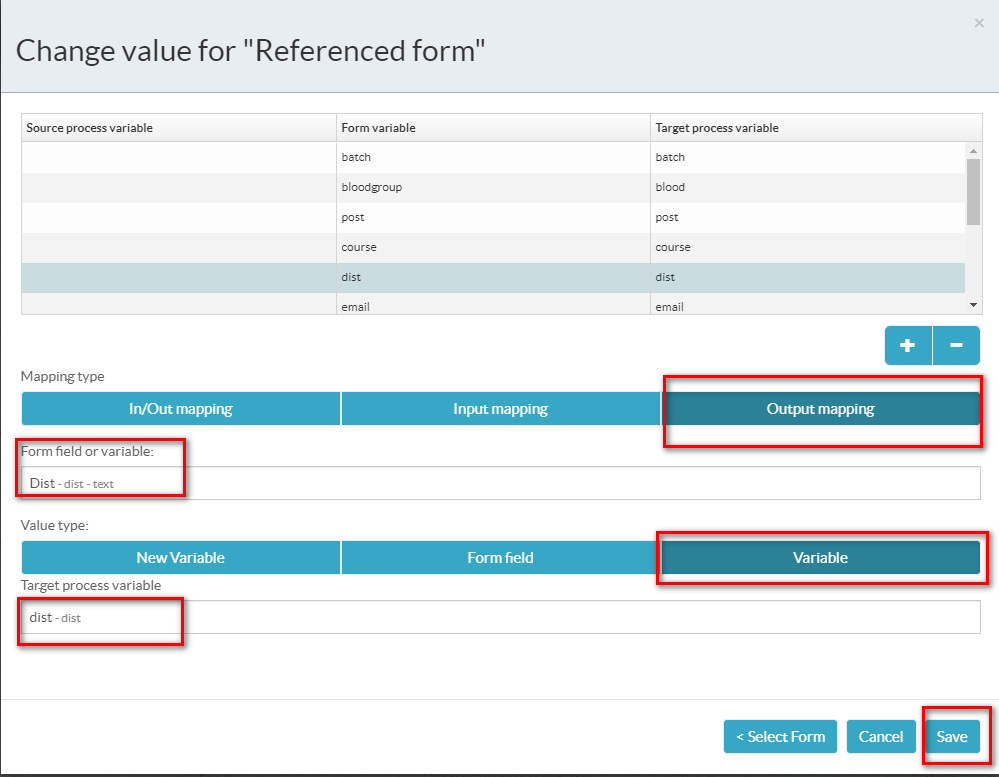 ×
Change value for "Referenced form"
Source process variable Form variable Target process variable
batch batch
bloodgroup blood
post post
course course
dist dist
email email
+ −
Mapping type
In/Out mapping Input mapping Output mapping
Form field or variable:
Dist - dist - text
Value type:
New Variable Form field Variable
Target process variable
dist - dist
< Select Form Cancel Save